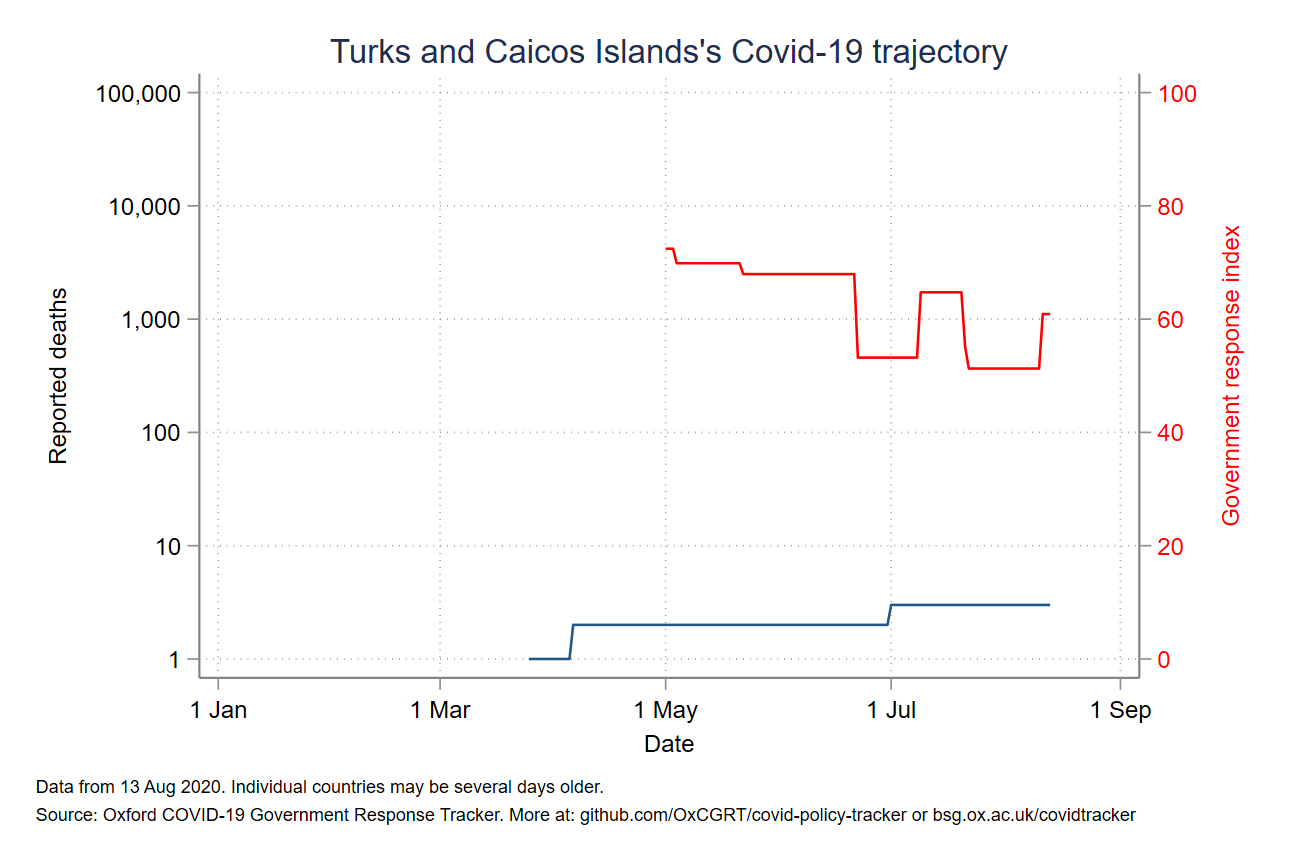 Turks and Caicos Islands's Covid-19 trajectory
100,000
10,000
1,000
100
10
1
Reported deaths
100
80
60
40
20
0
Government response index
1 Jan
1 Mar
1 May
1 Jul
1 Sep
Date
Data from 13 Aug 2020. Individual countries may be several days older.
Source: Oxford COVID-19 Government Response Tracker. More at: github.com/OxCGRT/covid-policy-tracker or bsg.ox.ac.uk/covidtracker